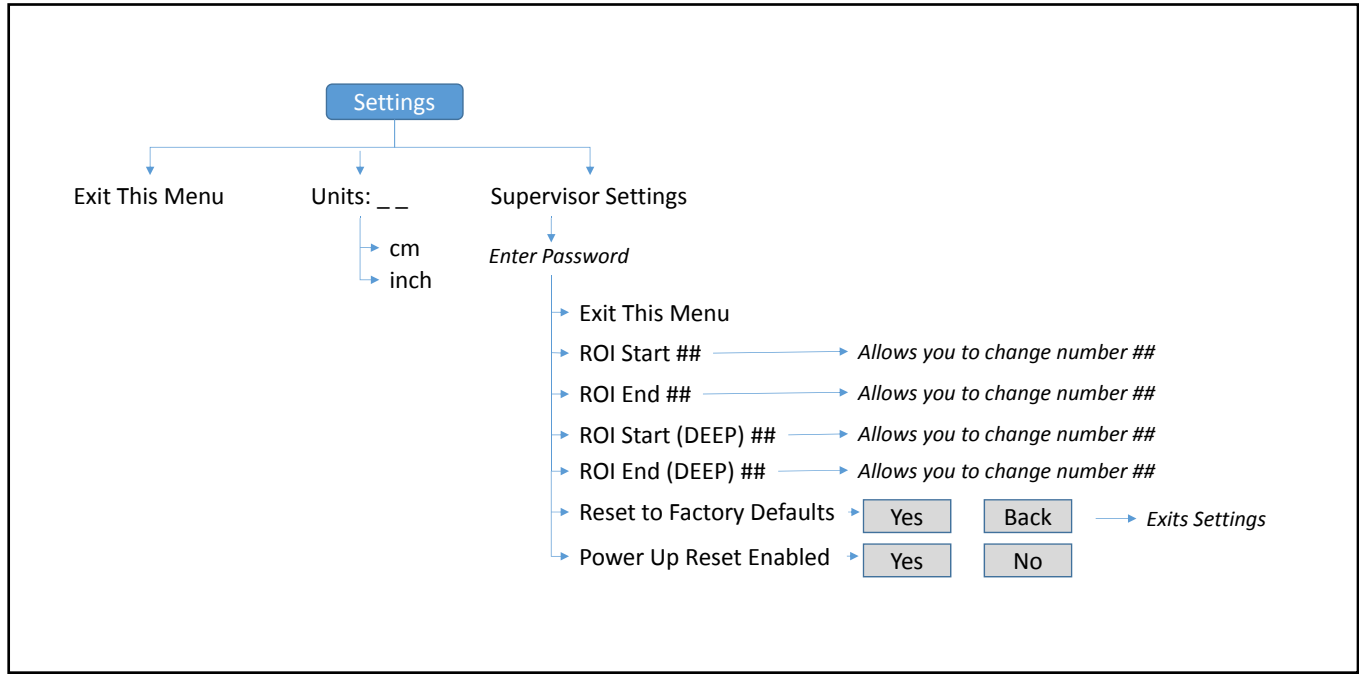 Settings
Exit This Menu
Units: _ _
Supervisor Settings
cm
inch
Enter Password
Exit This Menu
ROI Start ##
Allows you to change number ##
ROI End ##
Allows you to change number ##
ROI Start (DEEP) ##
Allows you to change number ##
ROI End (DEEP) ##
Allows you to change number ##
Reset to Factory Defaults
Yes
Back
Exits Settings
Power Up Reset Enabled
Yes
No